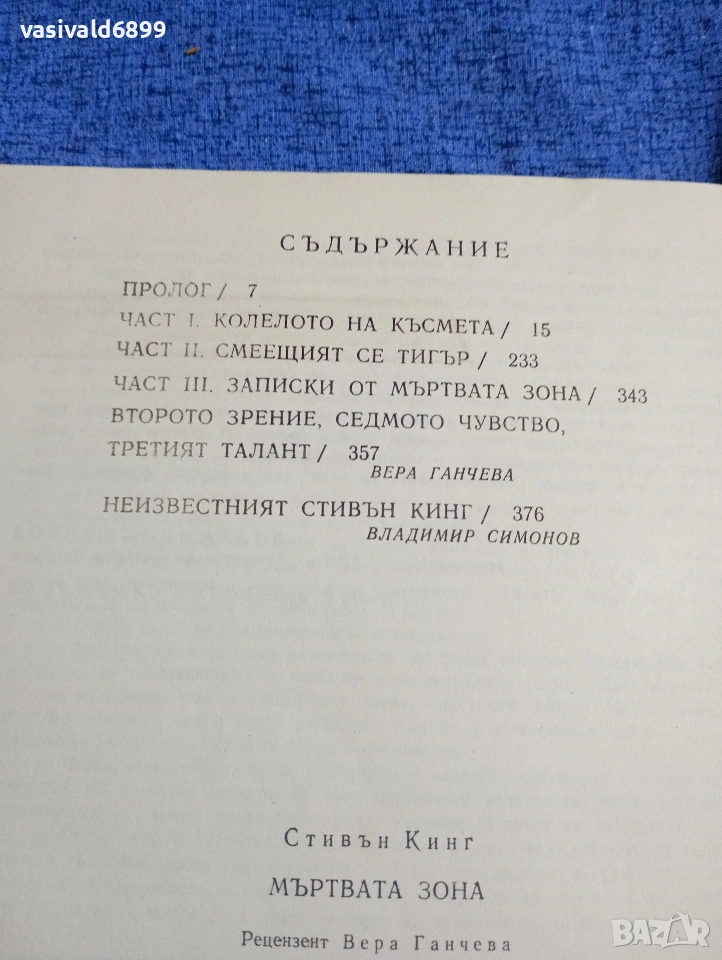 vasivald6899
СЪДЪРЖАНИЕ
ПРОЛОГ / 7
ЧАСТ I. КОЛЕЛОТО НА КЪСМЕТА / 15
ЧАСТ II. СМЕЕЩИЯТ СЕ ТИГЪР / 233
ЧАСТ III. ЗАПИСКИ ОТ МЪРТВАТА ЗОНА / 343
ВТОРОТО ЗРЕНИЕ, СЕДМОТО ЧУВСТВО,
ТРЕТИЯТ ТАЛАНТ / 357
ВЕРА ГАНЧЕВА
НЕИЗВЕСТНИЯТ СТИВЪН КИНГ / 376
ВЛАДИМИР СИМОНОВ
Стивън Кинг
МЪРТВАТА ЗОНА
Рецензент Вера Ганчева
BAZAR